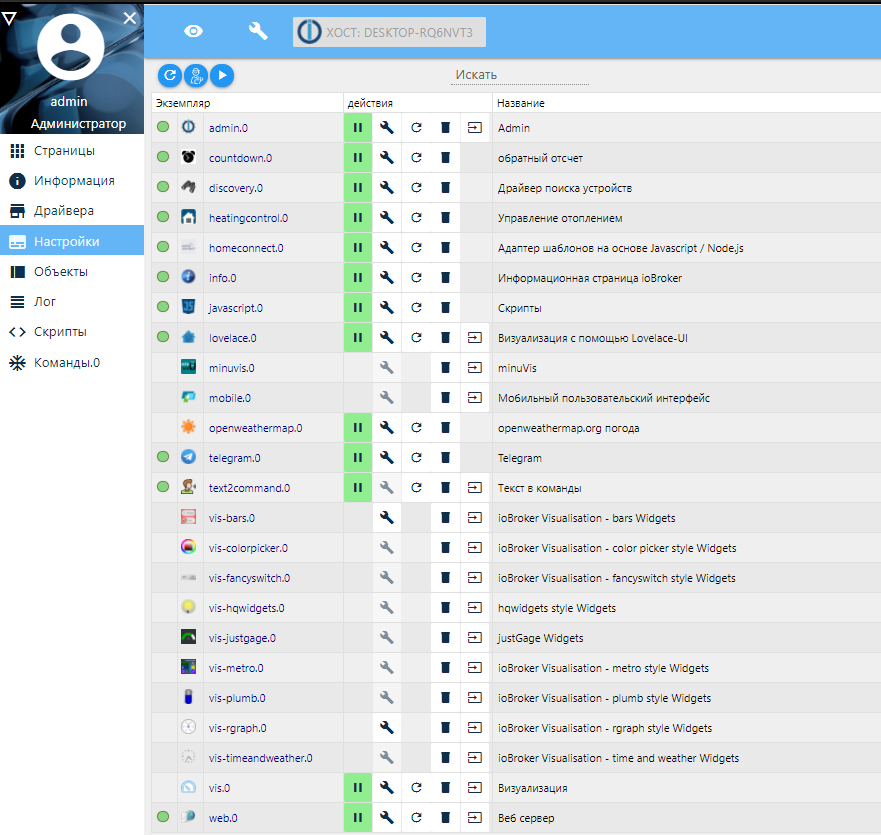 ХОСТ: DESKTOP-RQ6NVT3
admin
Администратор
Страницы
Информация
Драйвера
Настройки
Объекты
Лог
Скрипты
Команды.0
Искать
Экземпляр действия Название
admin.0 Admin
countdown.0 обратный отсчет
discovery.0 Драйвер поиска устройств
heatingcontrol.0 Управление отоплением
homeconnect.0 Адаптер шаблонов на основе Javascript / Node.js
info.0 Информационная страница ioBroker
javascript.0 Скрипты
lovelace.0 Визуализация с помощью Lovelace-UI
minuvis.0 minuVis
mobile.0 Мобильный пользовательский интерфейс
openweathermap.0 openweathermap.org погода
telegram.0 Telegram
text2command.0 Текст в команды
vis-bars.0 ioBroker Visualisation - bars Widgets
vis-colorpicker.0 ioBroker Visualisation - color picker style Widgets
vis-fancyswitch.0 ioBroker Visualisation - fancyswitch style Widgets
vis-hqwidgets.0 hqwidgets style Widgets
vis-justgage.0 justGage Widgets
vis-metro.0 ioBroker Visualisation - metro style Widgets
vis-plumb.0 ioBroker Visualisation - plumb style Widgets
vis-rgraph.0 ioBroker Visualisation - rgraph style Widgets
vis-timeandweather.0 ioBroker Visualisation - time and weather Widgets
vis.0 Визуализация
web.0 Веб сервер